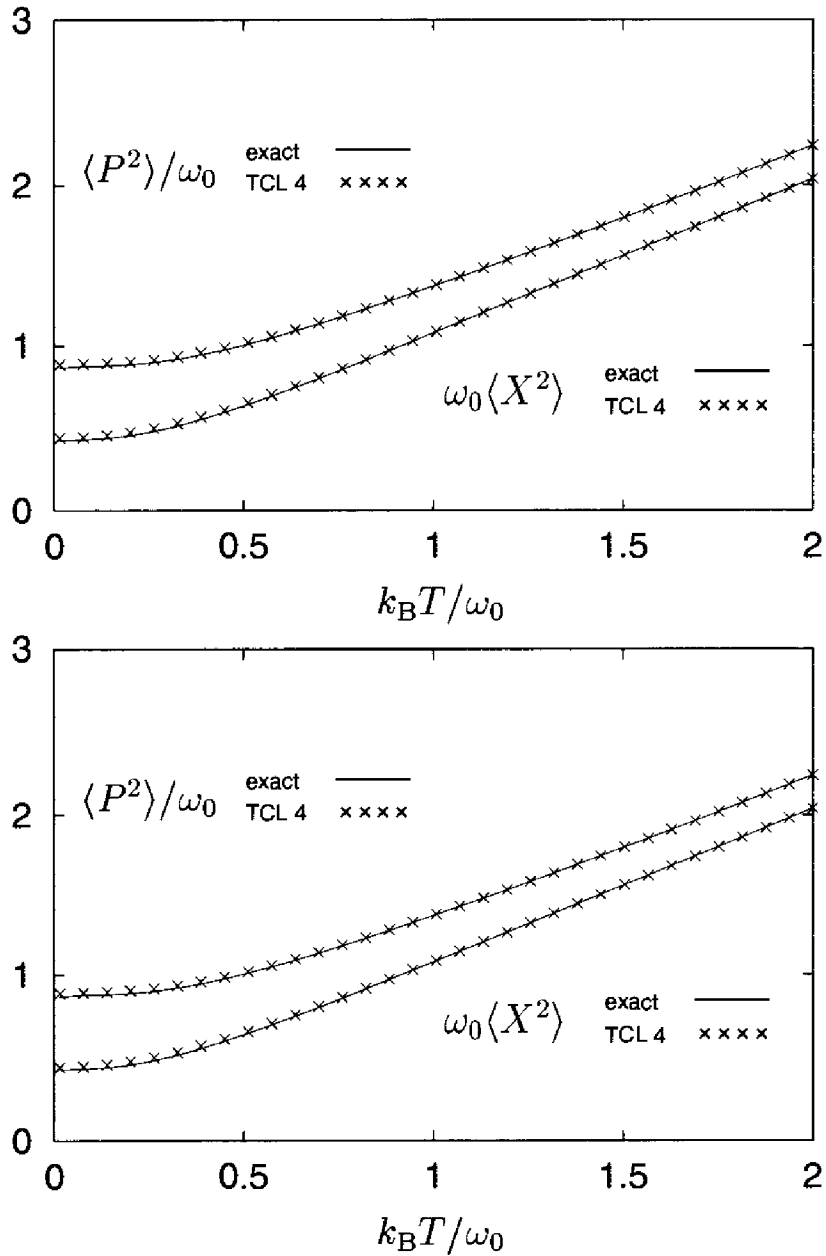 3
⟨P²⟩/ω₀ exact
TCL 4 ××××
2
1
ω₀⟨X²⟩ exact
TCL 4 ××××
0
0 0.5 1 1.5 2
k_B T/ω₀
3
⟨P²⟩/ω₀ exact
TCL 4 ××××
2
1
ω₀⟨X²⟩ exact
TCL 4 ××××
0
0 0.5 1 1.5 2
k_B T/ω₀